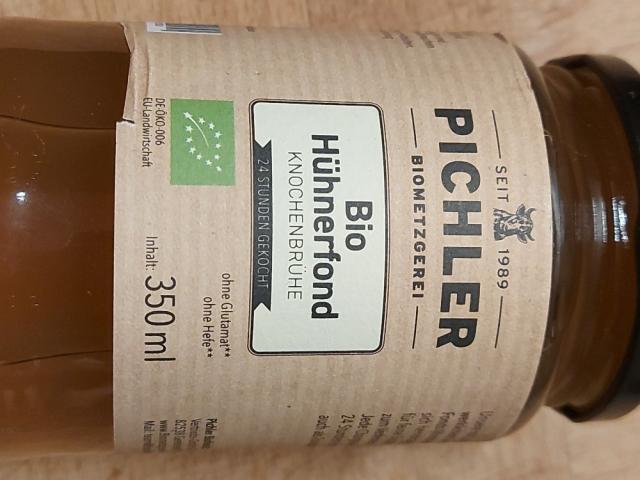 SEIT 1989
PICHLER
BIOMETZGEREI
Bio
Hühnerfond
KNOCHENBRÜHE
24 STUNDEN GEKOCHT
ohne Glutamat**
ohne Hefe**
DE-ÖKO-006
EU-Landwirtschaft
Inhalt: 350 ml